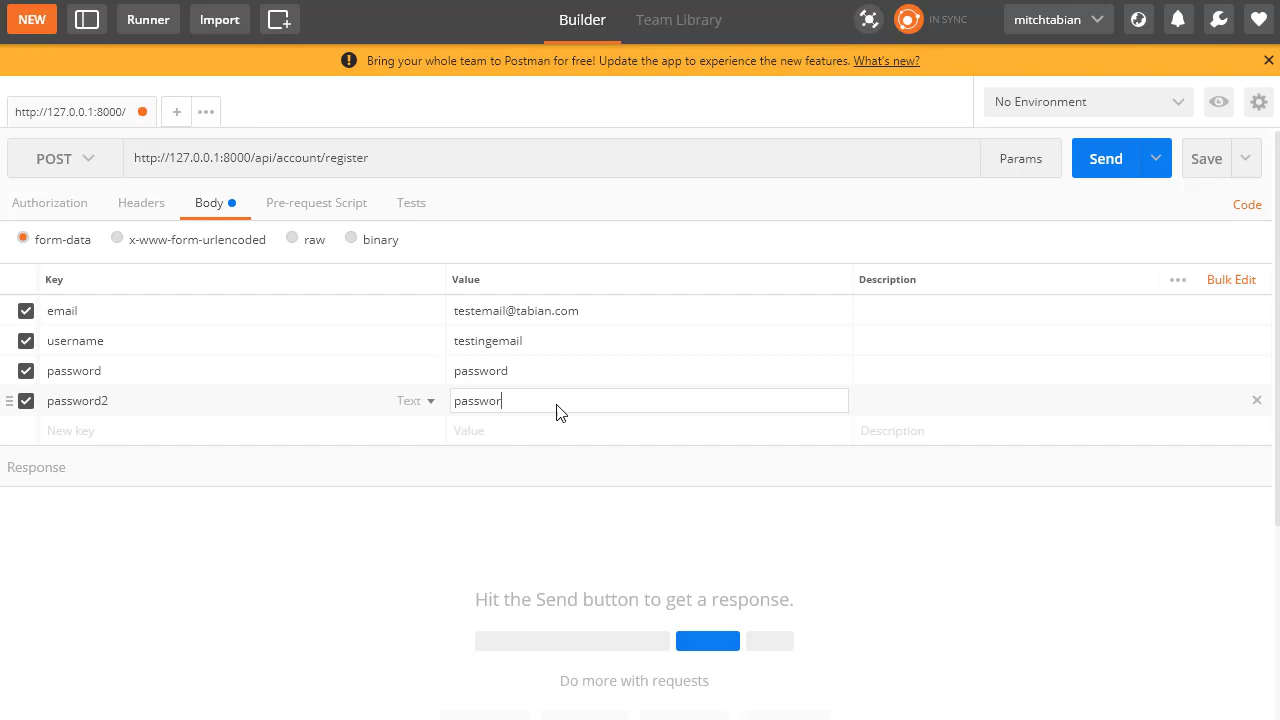 NEW Runner Import Builder Team Library IN SYNC mitchtabian
Bring your whole team to Postman for free! Update the app to experience the new features. What's new?
http://127.0.0.1:8000/ No Environment
POST http://127.0.0.1:8000/api/account/register Params Send Save
Authorization Headers Body Pre-request Script Tests Code
form-data x-www-form-urlencoded raw binary
Key Value Description Bulk Edit
email testemail@tabian.com
username testingemail
password password
password2 Text passwor
New key Value Description
Response
Hit the Send button to get a response.
Do more with requests